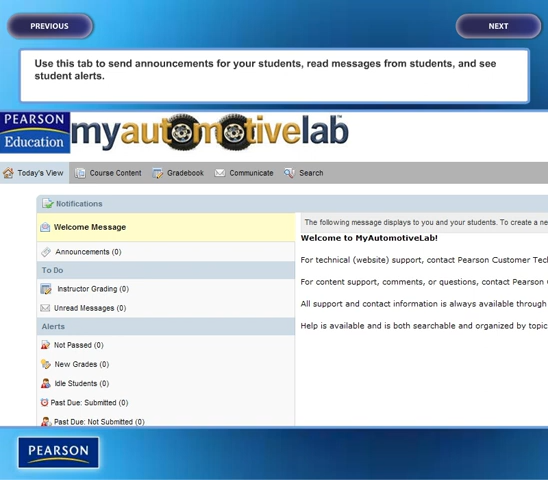 PREVIOUS
NEXT
Use this tab to send announcements for your students, read messages from students, and see
student alerts.
PEARSON
Education
myautomotivelab™
Today's View
Course Content
Gradebook
Communicate
Search
Notifications
Welcome Message
Announcements (0)
To Do
Instructor Grading (0)
Unread Messages (0)
Alerts
Not Passed (0)
New Grades (0)
Idle Students (0)
Past Due: Submitted (0)
Past Due: Not Submitted (0)
The following message displays to you and your students. To create a ne
Welcome to MyAutomotiveLab!
For technical (website) support, contact Pearson Customer Tec
For content support, comments, or questions, contact Pearson
All support and contact information is always available through
Help is available and is both searchable and organized by topic
PEARSON